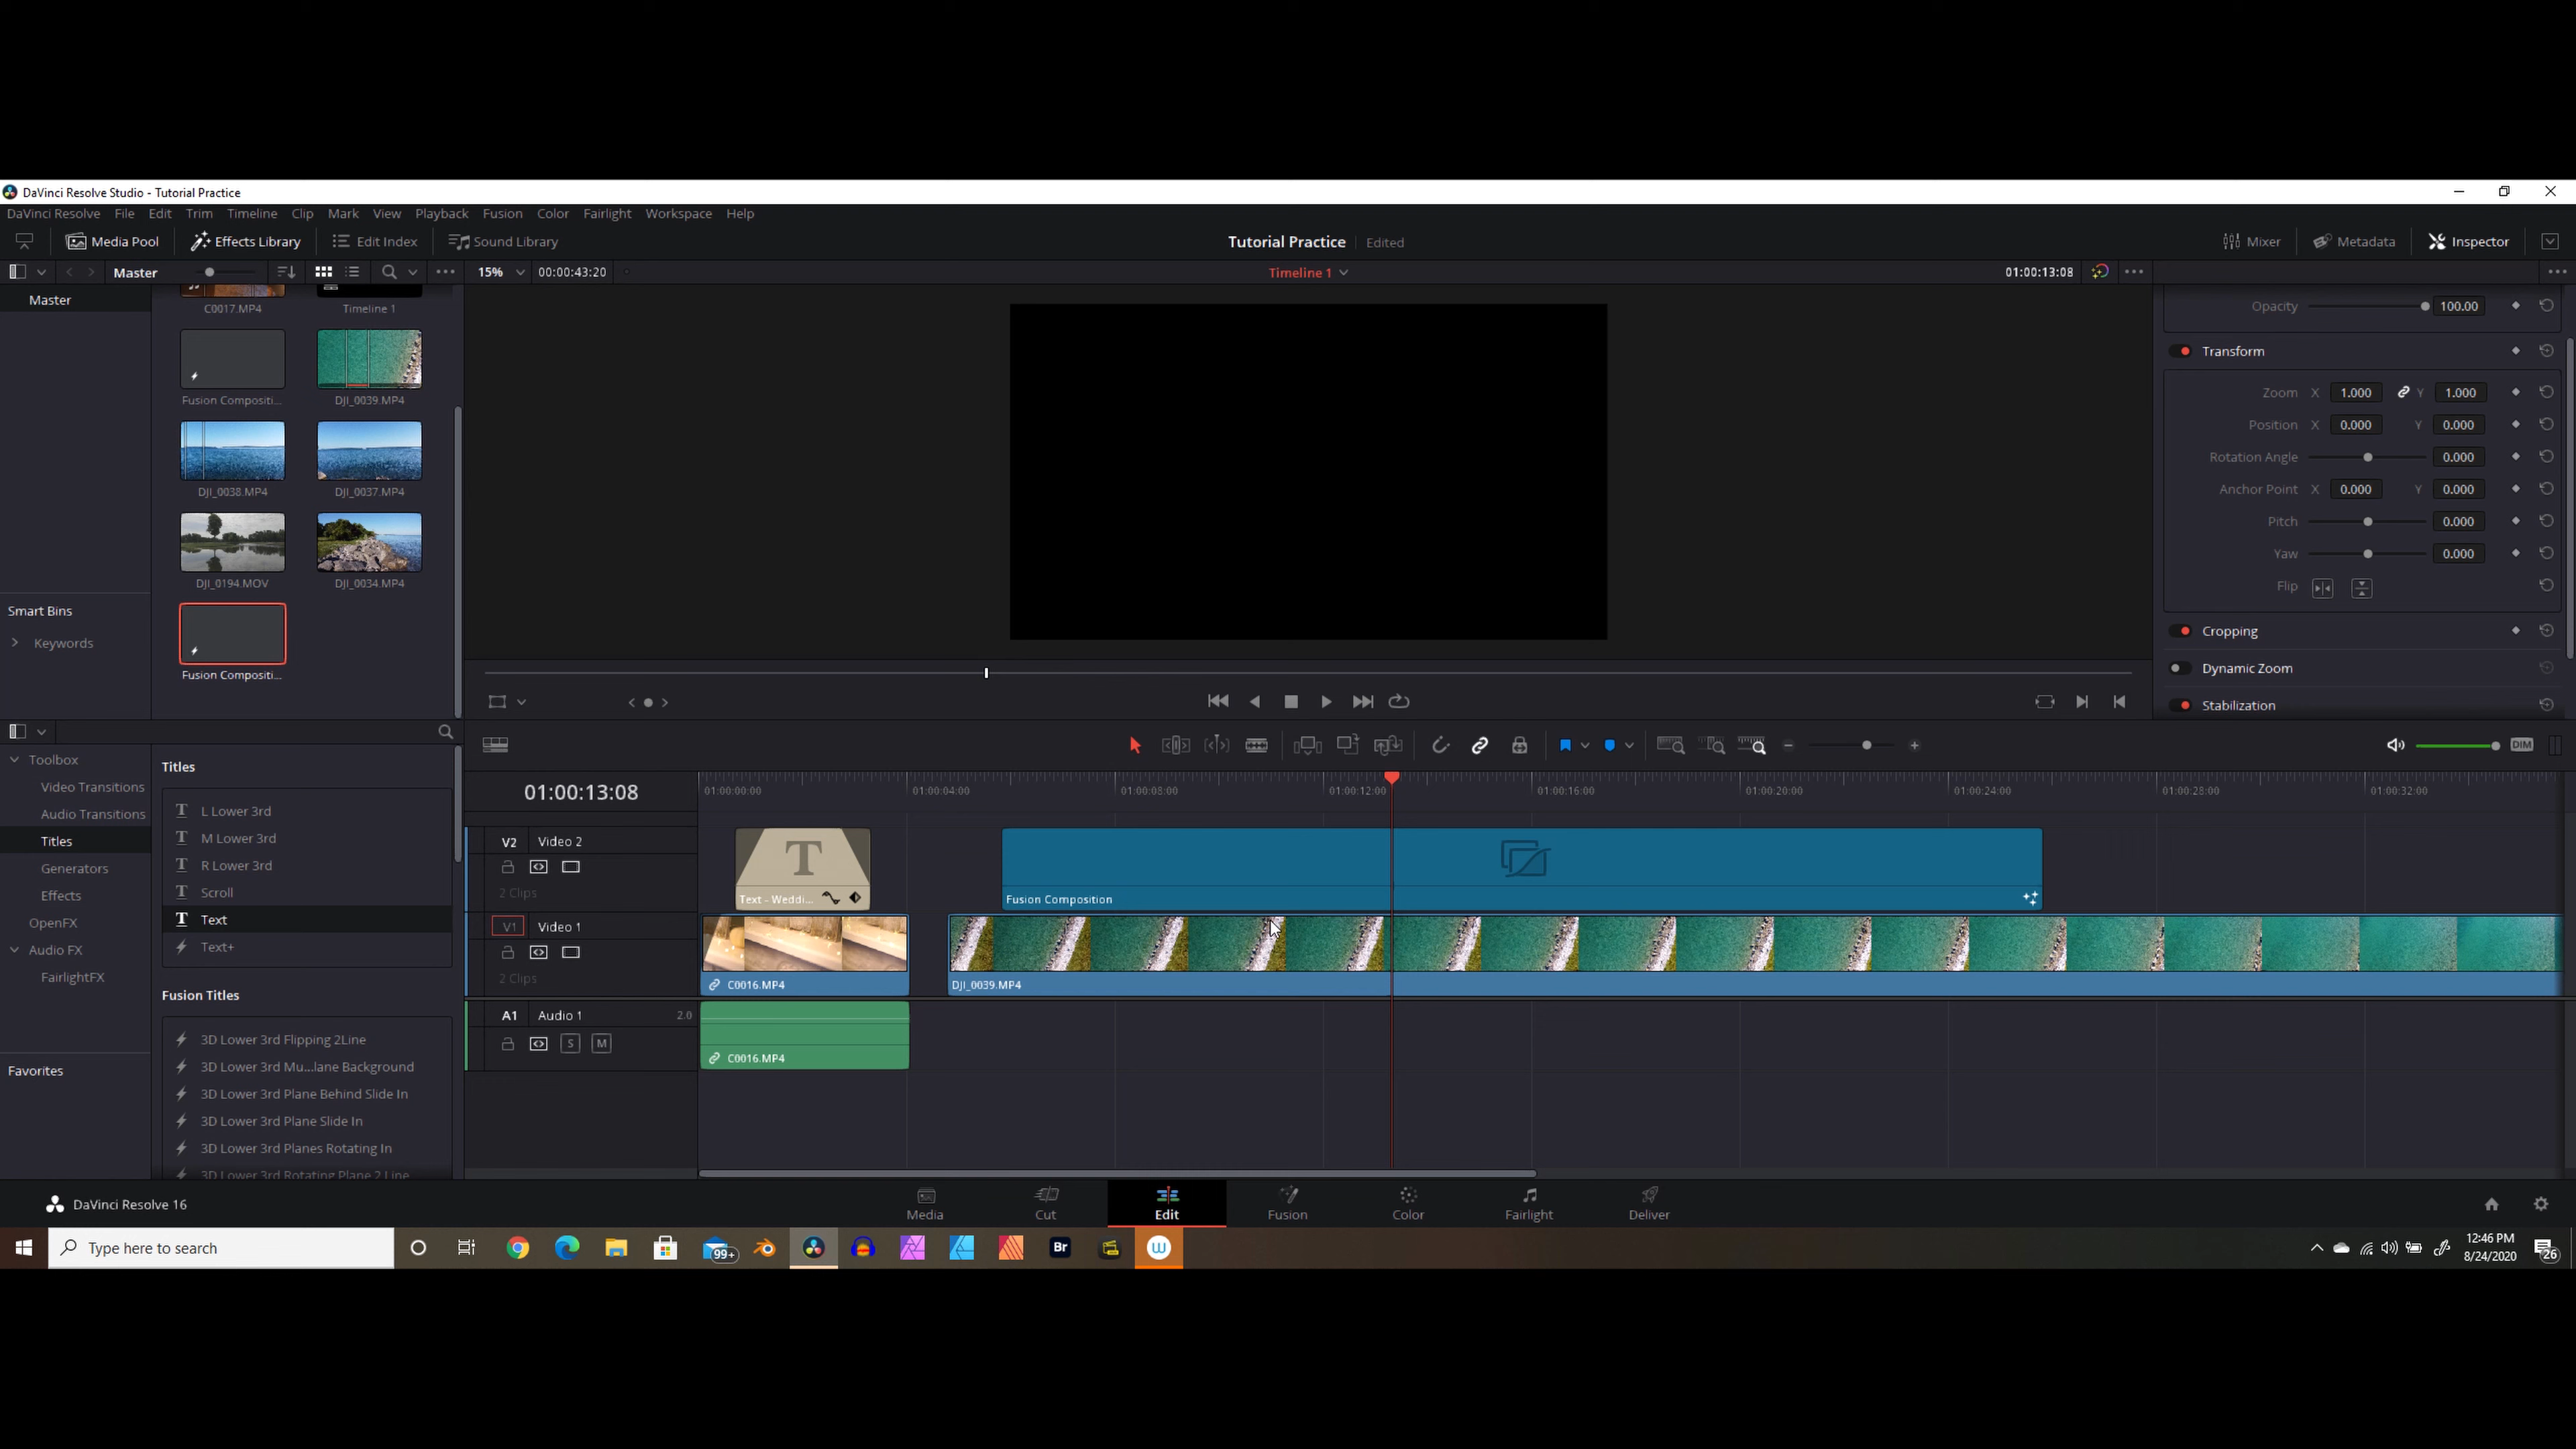 DaVinci Resolve Studio - Tutorial Practice
DaVinci Resolve File Edit Trim Timeline Clip Mark View Playback Fusion Color Fairlight Workspace Help
Media Pool Effects Library Edit Index Sound Library Tutorial Practice Edited Mixer Metadata Inspector
Master 15% 00:00:43:20 Timeline 1 01:00:13:08
Master
C0017.MP4 Timeline 1
Fusion Compositi... DJI_0039.MP4
DJI_0038.MP4 DJI_0037.MP4
DJI_0194.MOV DJI_0034.MP4
Fusion Compositi...
Smart Bins
Keywords
Opacity 100.00
Transform
Zoom X 1.000 Y 1.000
Position X 0.000 Y 0.000
Rotation Angle 0.000
Anchor Point X 0.000 Y 0.000
Pitch 0.000
Yaw 0.000
Flip
Cropping
Dynamic Zoom
Stabilization
DIM
Toolbox
Video Transitions
Audio Transitions
Titles
Generators
Effects
OpenFX
Audio FX
FairlightFX
Favorites
Titles
L Lower 3rd
M Lower 3rd
R Lower 3rd
Scroll
Text
Text+
Fusion Titles
3D Lower 3rd Flipping 2Line
3D Lower 3rd Mu...lane Background
3D Lower 3rd Plane Behind Slide In
3D Lower 3rd Plane Slide In
3D Lower 3rd Planes Rotating In
3D Lower 3rd Rotating Plane 2 Line
01:00:13:08
01:00:00:00 01:00:04:00 01:00:08:00 01:00:12:00 01:00:16:00 01:00:20:00 01:00:24:00 01:00:28:00 01:00:32:00
V2 Video 2
2 Clips
T
Text - Weddi... Fusion Composition
V1 Video 1
2 Clips
C0016.MP4 DJI_0039.MP4
A1 Audio 1 2.0
S M
C0016.MP4
DaVinci Resolve 16
Media Cut Edit Fusion Color Fairlight Deliver
Type here to search
99+
Br
W
12:46 PM
8/24/2020
26